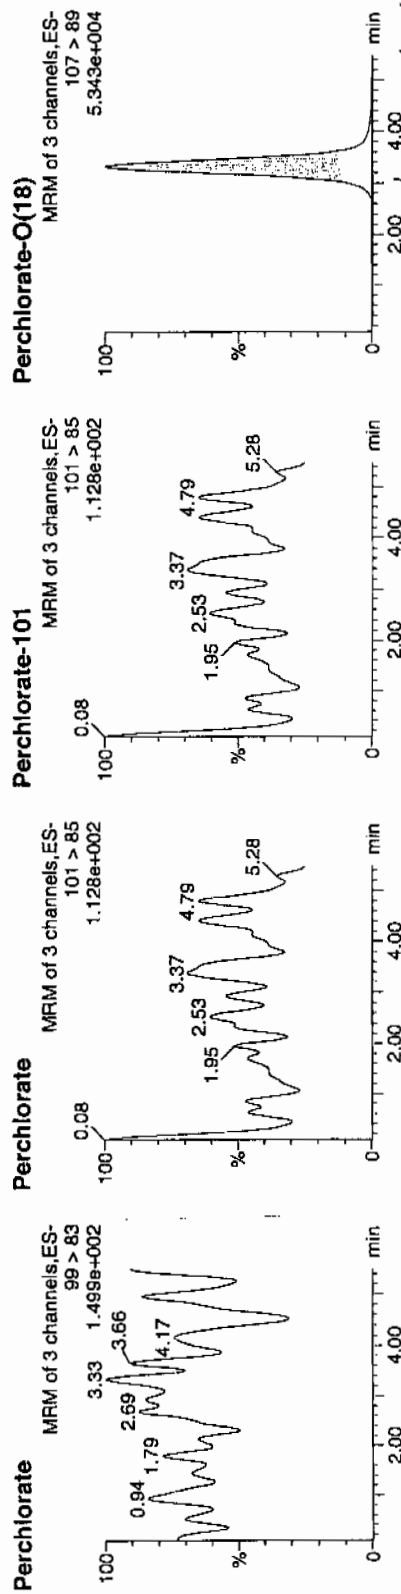 Perchlorate
MRM of 3 channels,ES-
99 > 83
1.499e+002
100
%
0
0.94
1.79
2.69
3.33
3.66
4.17
2.00
4.00
min
Perchlorate
MRM of 3 channels,ES-
101 > 85
1.128e+002
100
%
0
0.08
1.95
2.53
3.37
4.79
5.28
2.00
4.00
min
Perchlorate-101
MRM of 3 channels,ES-
101 > 85
1.128e+002
100
%
0
0.08
1.95
2.53
3.37
4.79
5.28
2.00
4.00
min
Perchlorate-O(18)
MRM of 3 channels,ES-
107 > 89
5.343e+004
100
%
0
2.00
4.00
min